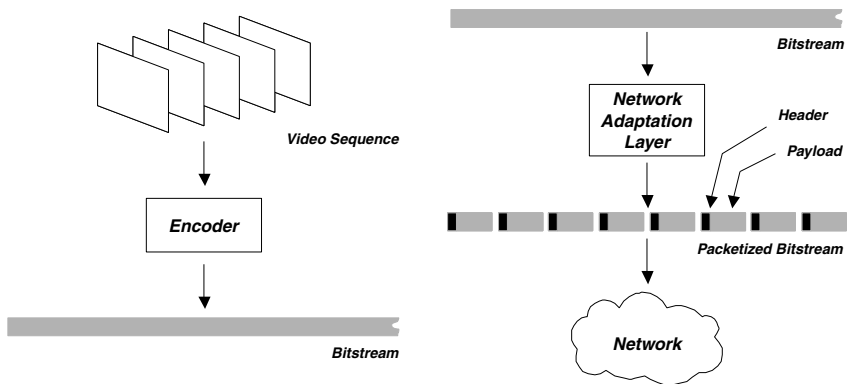 Video Sequence
Encoder
Bitstream
Bitstream
Network
Adaptation
Layer
Header
Payload
Packetized Bitstream
Network